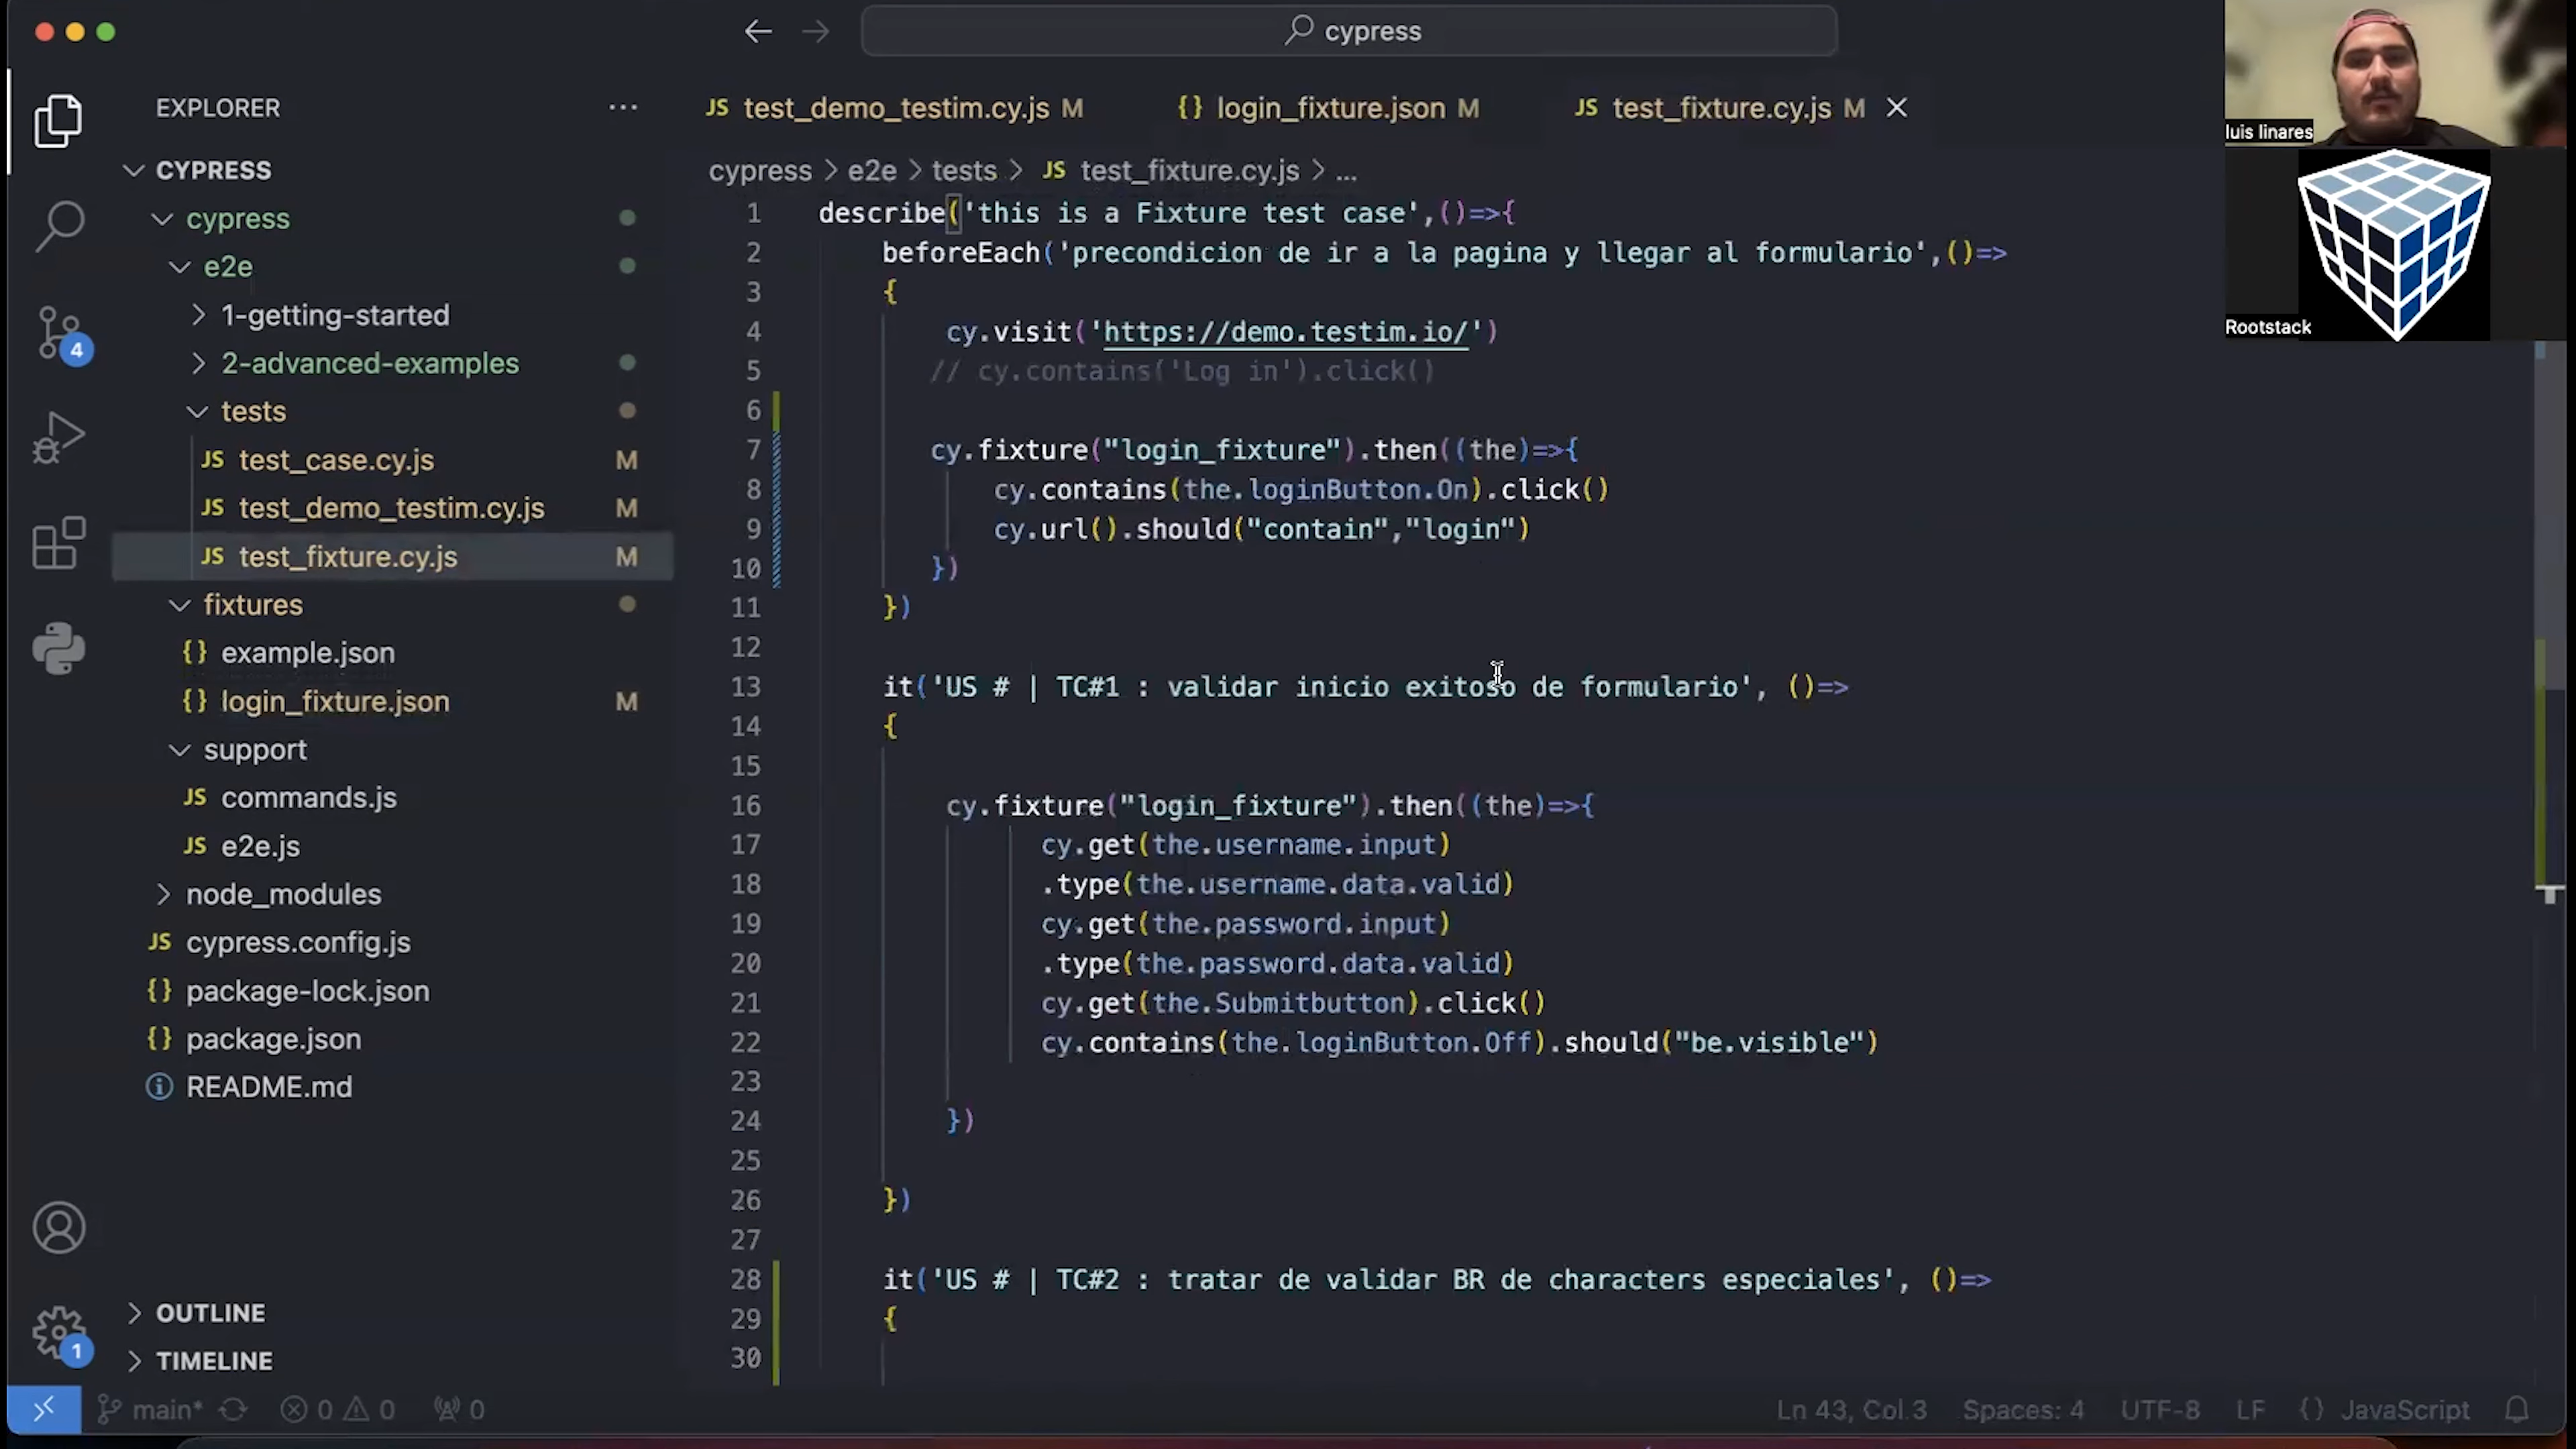 cypress
luis linares
Rootstack
EXPLORER
CYPRESS
cypress
e2e
1-getting-started
2-advanced-examples
tests
JS test_case.cy.js M
JS test_demo_testim.cy.js M
JS test_fixture.cy.js M
fixtures
{} example.json
{} login_fixture.json M
support
JS commands.js
JS e2e.js
node_modules
JS cypress.config.js
{} package-lock.json
{} package.json
README.md
OUTLINE
TIMELINE
4
1
JS test_demo_testim.cy.js M {} login_fixture.json M JS test_fixture.cy.js M
cypress > e2e > tests > JS test_fixture.cy.js > ...
1 describe('this is a Fixture test case',()=>{
2 beforeEach('precondicion de ir a la pagina y llegar al formulario',()=>
3 {
4 cy.visit('https://demo.testim.io/')
5 // cy.contains('Log in').click()
6
7 cy.fixture("login_fixture").then((the)=>{
8 cy.contains(the.loginButton.On).click()
9 cy.url().should("contain","login")
10 })
11 })
12
13 it('US # | TC#1 : validar inicio exitoso de formulario', ()=>
14 {
15
16 cy.fixture("login_fixture").then((the)=>{
17 cy.get(the.username.input)
18 .type(the.username.data.valid)
19 cy.get(the.password.input)
20 .type(the.password.data.valid)
21 cy.get(the.Submitbutton).click()
22 cy.contains(the.loginButton.Off).should("be.visible")
23
24 })
25
26 })
27
28 it('US # | TC#2 : tratar de validar BR de characters especiales', ()=>
29 {
30
main* 0 0 0 Ln 43, Col 3 Spaces: 4 UTF-8 LF {} JavaScript